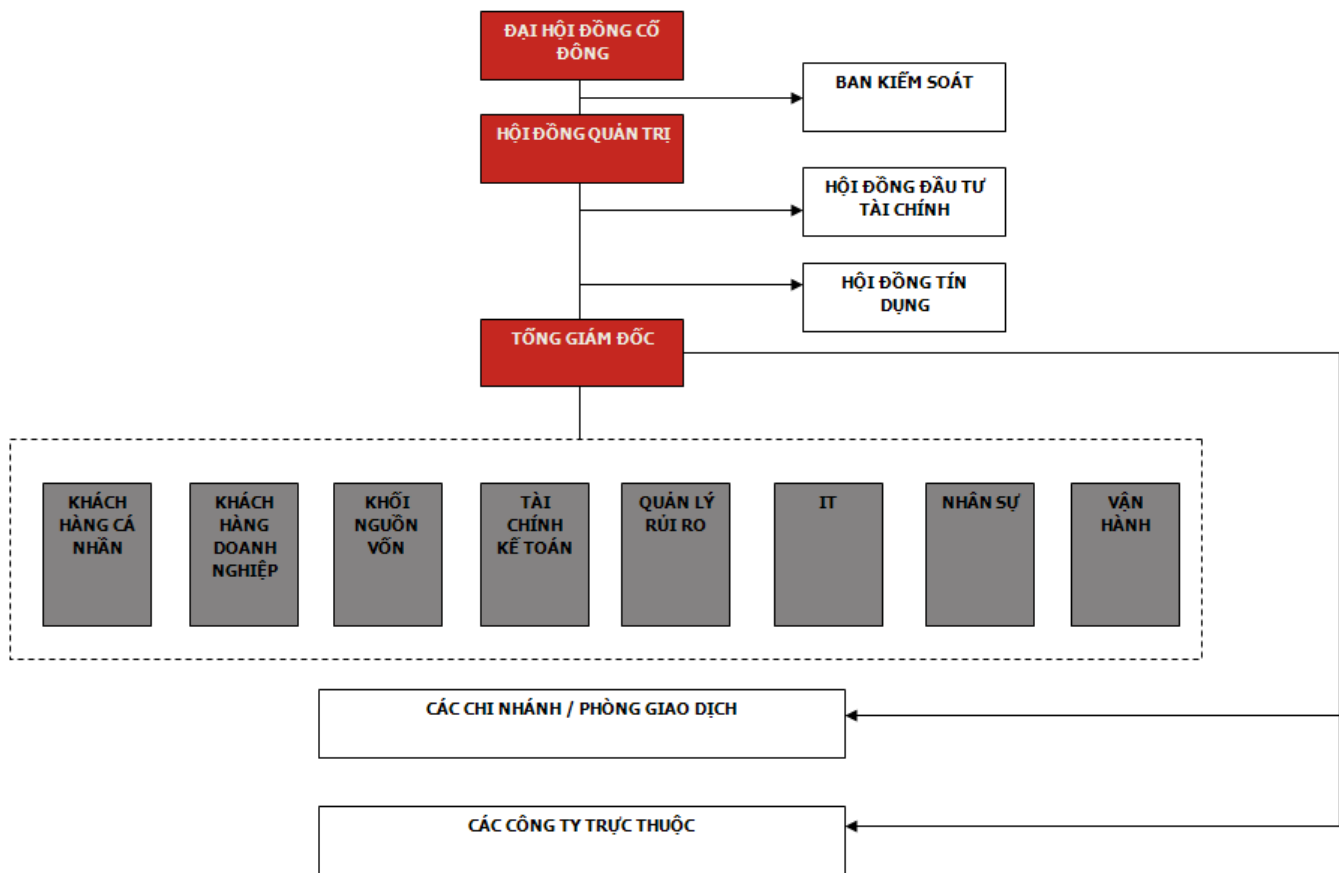 ĐẠI HỘI ĐỒNG CỔ
ĐÔNG
BAN KIỂM SOÁT
HỘI ĐỒNG QUẢN TRỊ
HỘI ĐỒNG ĐẦU TƯ
TÀI CHÍNH
HỘI ĐỒNG TÍN
DỤNG
TỔNG GIÁM ĐỐC
KHÁCH
HÀNG CÁ
NHÂN
KHÁCH
HÀNG
DOANH
NGHIỆP
KHỐI
NGUỒN
VỐN
TÀI
CHÍNH
KẾ TOÁN
QUẢN LÝ
RỦI RO
IT
NHÂN SỰ
VẬN
HÀNH
CÁC CHI NHÁNH / PHÒNG GIAO DỊCH
CÁC CÔNG TY TRỰC THUỘC